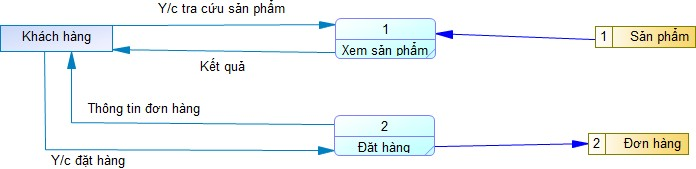 Y/c tra cứu sản phẩm
Khách hàng
1
Xem sản phẩm
1 Sản phẩm
Kết quả
Thông tin đơn hàng
2
Đặt hàng
2 Đơn hàng
Y/c đặt hàng